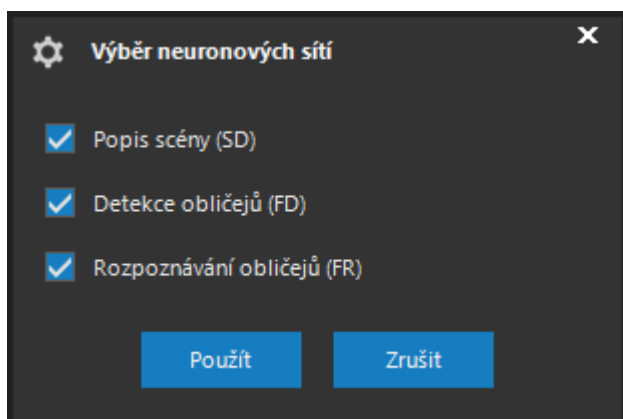 Výběr neuronových sítí
Popis scény (SD)
Detekce obličejů (FD)
Rozpoznávání obličejů (FR)
Použít Zrušit